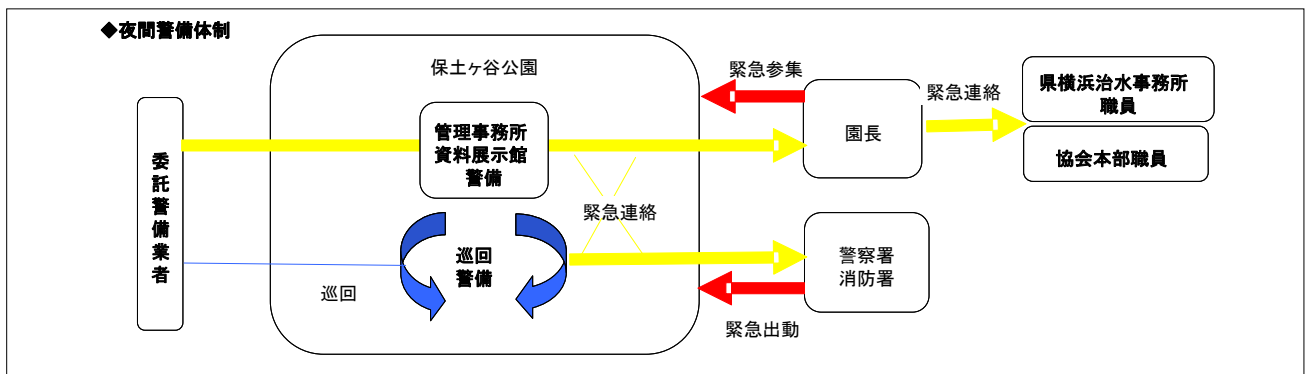 ◆夜間警備体制
保土ヶ谷公園
委託警備業者
管理事務所
資料展示館
警備
巡回
警備
巡回
緊急連絡
緊急参集
園長
緊急連絡
県横浜治水事務所
職員
協会本部職員
警察署
消防署
緊急出動